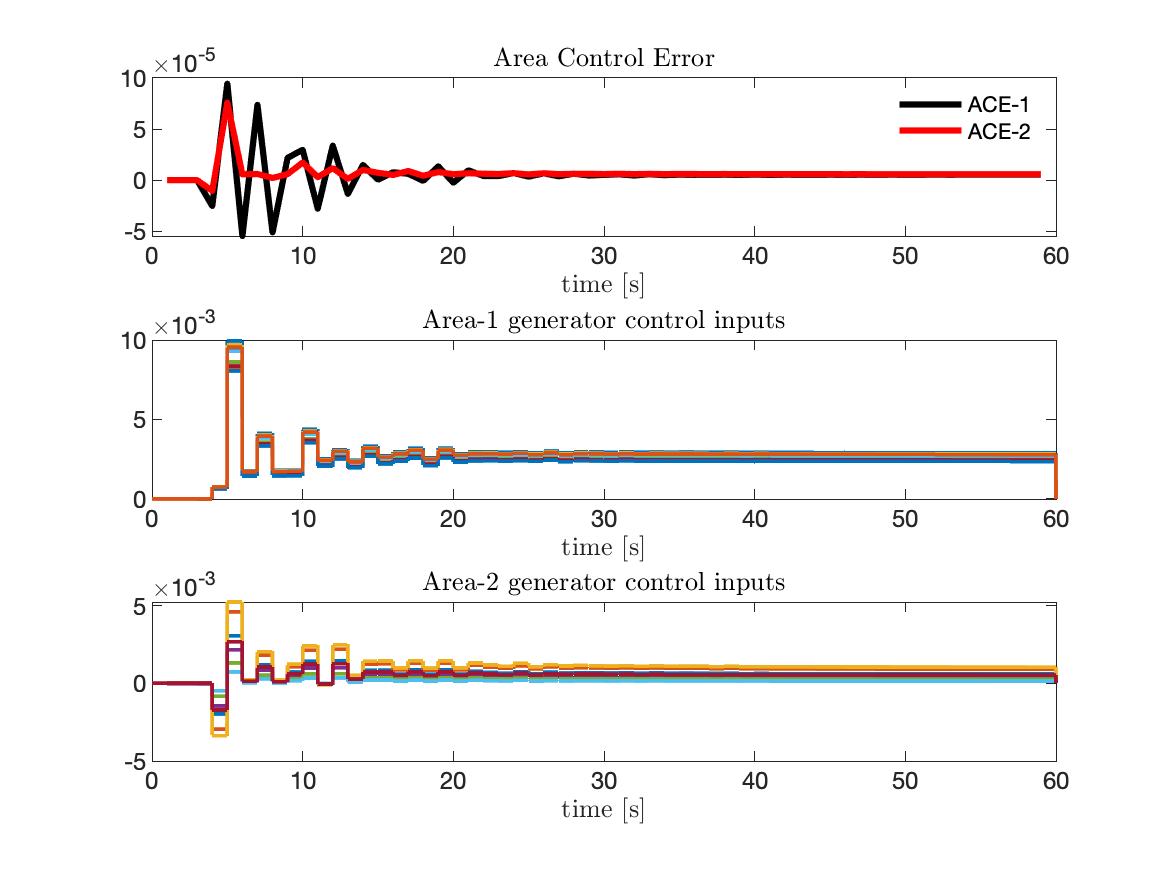 ×10⁻⁵
Area Control Error
10
5
0
-5
ACE-1
ACE-2
0 10 20 30 40 50 60
time [s]
×10⁻³
Area-1 generator control inputs
10
5
0
0 10 20 30 40 50 60
time [s]
×10⁻³
Area-2 generator control inputs
5
0
-5
0 10 20 30 40 50 60
time [s]